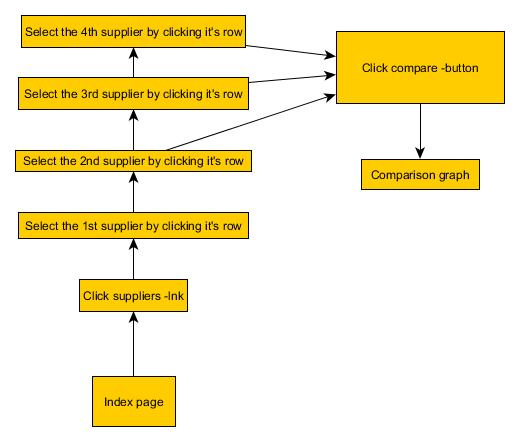 Select the 4th supplier by clicking it's row
Click compare -button
Select the 3rd supplier by clicking it's row
Select the 2nd supplier by clicking it's row
Comparison graph
Select the 1st supplier by clicking it's row
Click suppliers -lnk
Index page